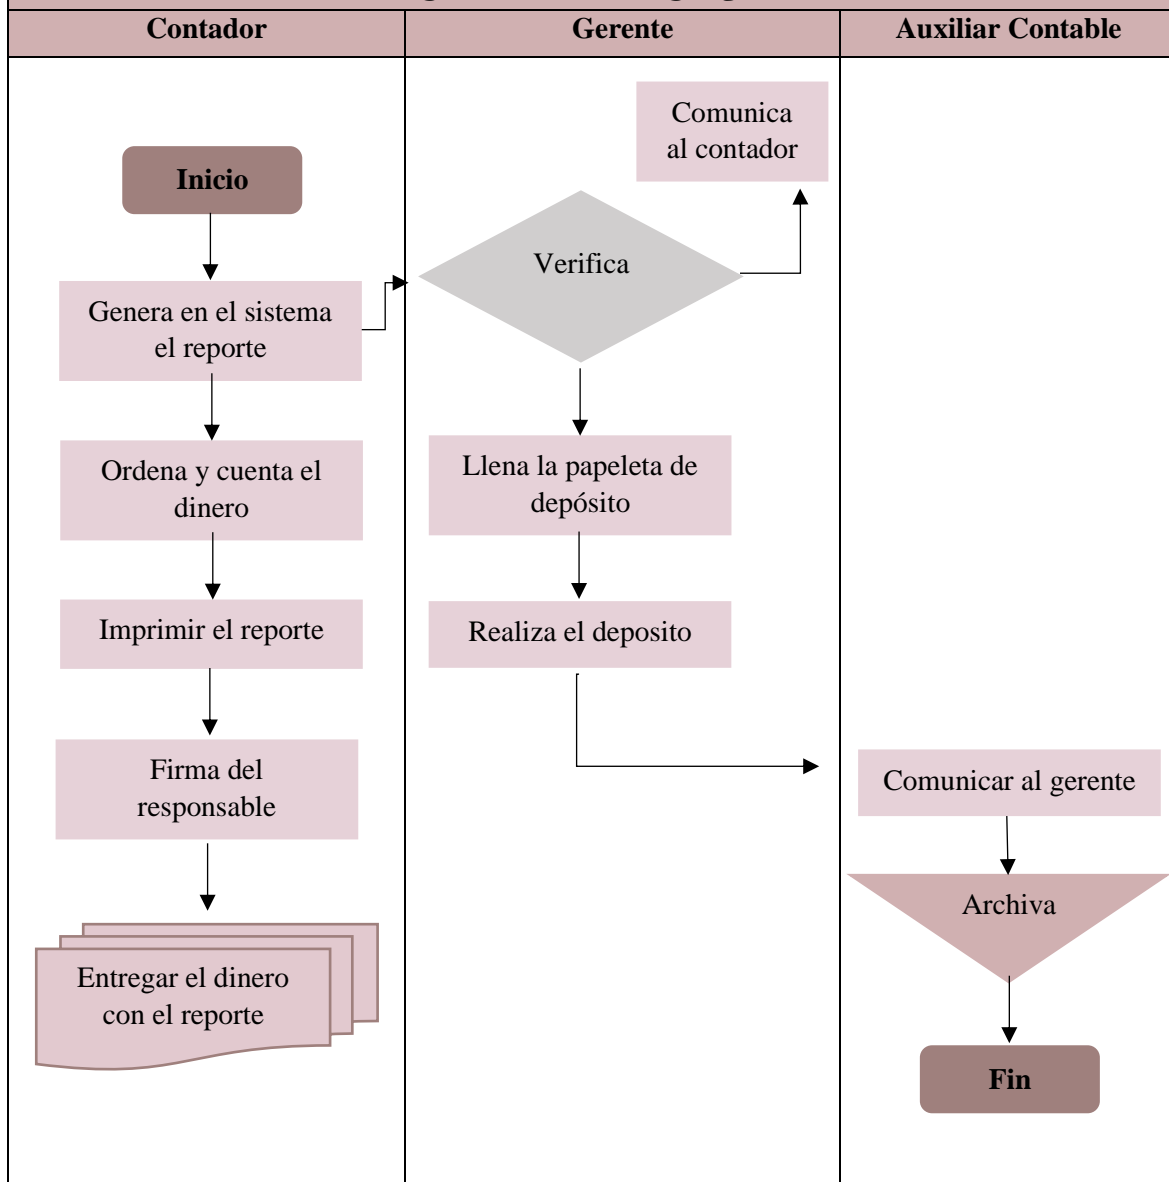 Contador
Gerente
Auxiliar Contable
Inicio
Genera en el sistema
el reporte
Ordena y cuenta el
dinero
Imprimir el reporte
Firma del
responsable
Entregar el dinero
con el reporte
Comunica
al contador
Verifica
Llena la papeleta de
depósito
Realiza el deposito
Comunicar al gerente
Archiva
Fin